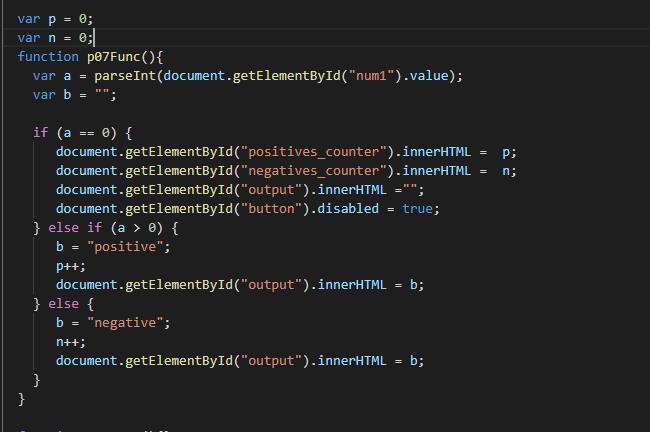 var p = 0;
var n = 0;
function p07Func(){
  var a = parseInt(document.getElementById("num1").value);
  var b = "";
  if (a == 0) {
     document.getElementById("positives_counter").innerHTML =  p;
     document.getElementById("negatives_counter").innerHTML =  n;
     document.getElementById("output").innerHTML ="";
     document.getElementById("button").disabled = true;
  } else if (a > 0) {
     b = "positive";
     p++;
     document.getElementById("output").innerHTML = b;
  } else {
     b = "negative";
     n++;
     document.getElementById("output").innerHTML = b;
  }
}